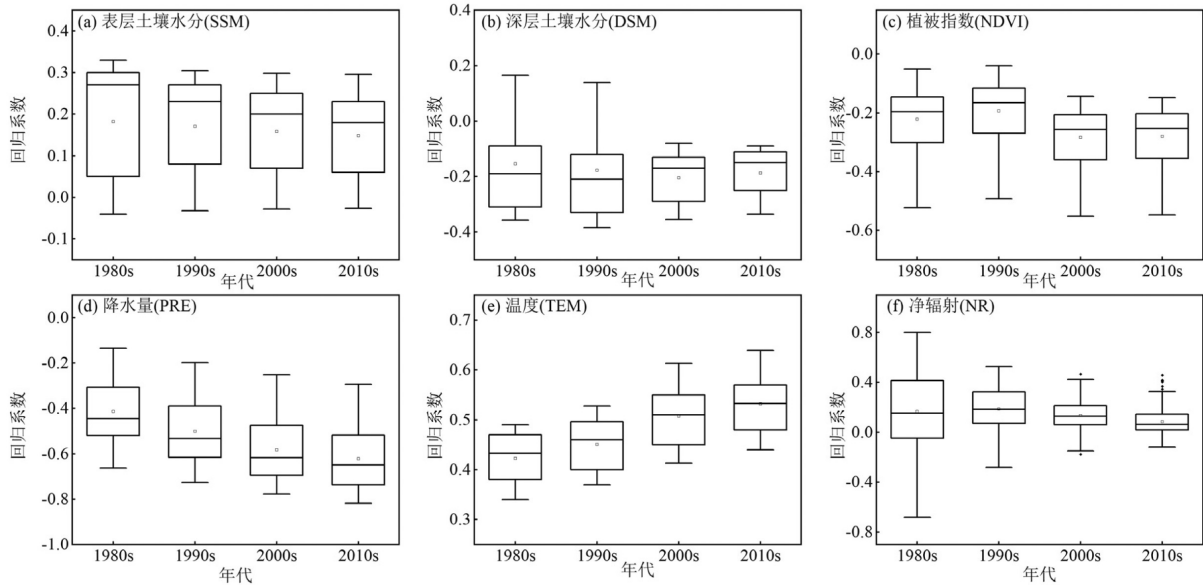 (a) 表层土壤水分(SSM)
0.4
0.3
0.2
0.1
0.0
-0.1
回归系数
1980s 1990s 2000s 2010s
年代
(b) 深层土壤水分(DSM)
0.4
0.2
0.0
-0.2
-0.4
回归系数
1980s 1990s 2000s 2010s
年代
(c) 植被指数(NDVI)
0.0
-0.2
-0.4
-0.6
回归系数
1980s 1990s 2000s 2010s
年代
(d) 降水量(PRE)
0.0
-0.2
-0.4
-0.6
-0.8
-1.0
回归系数
1980s 1990s 2000s 2010s
年代
(e) 温度(TEM)
0.7
0.6
0.5
0.4
0.3
回归系数
1980s 1990s 2000s 2010s
年代
(f) 净辐射(NR)
0.8
0.4
0.0
-0.4
-0.8
回归系数
1980s 1990s 2000s 2010s
年代